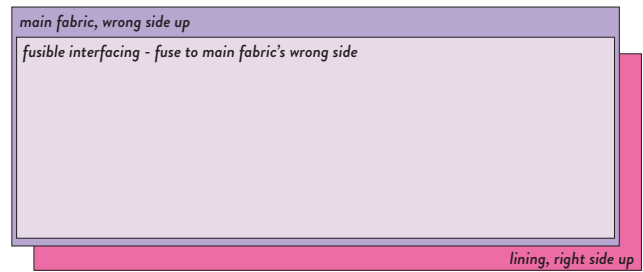 main fabric, wrong side up
fusible interfacing - fuse to main fabric's wrong side
lining, right side up